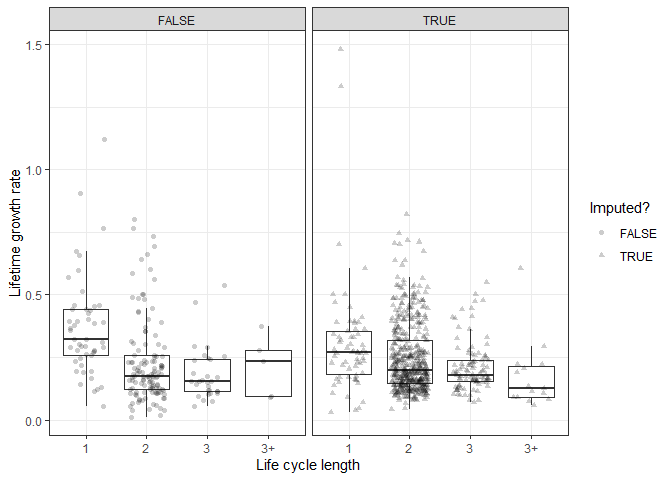 FALSE
TRUE
1.5
1.0
0.5
0.0
Lifetime growth rate
1 2 3 3+
1 2 3 3+
Life cycle length
Imputed?
FALSE
TRUE